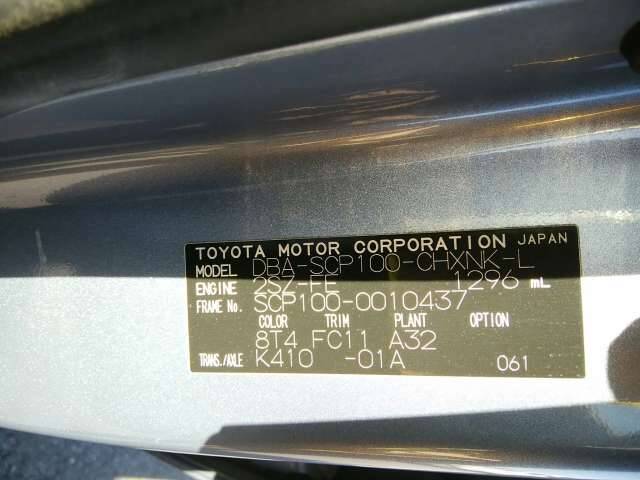 TOYOTA MOTOR CORPORATION JAPAN
MODEL DBA-SCP100-CHXNK-L
ENGINE 2SZ-FE 1296 mL
FRAME No. SCP100-0010437
COLOR TRIM PLANT OPTION
8T4 FC11 A32
TRANS./AXLE K410 -01A 061